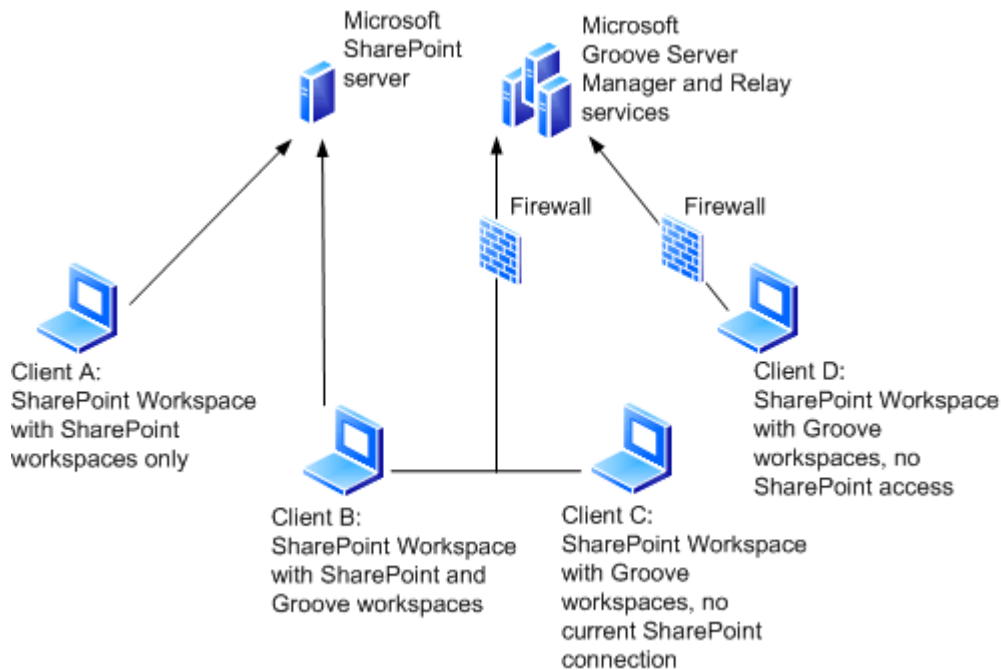 Microsoft
SharePoint
server
Microsoft
Groove Server
Manager and Relay
services
Firewall
Firewall
Client A:
SharePoint Workspace
with SharePoint
workspaces only
Client B:
SharePoint Workspace
with SharePoint and
Groove workspaces
Client C:
SharePoint Workspace
with Groove
workspaces, no
current SharePoint
connection
Client D:
SharePoint Workspace
with Groove
workspaces, no
SharePoint access